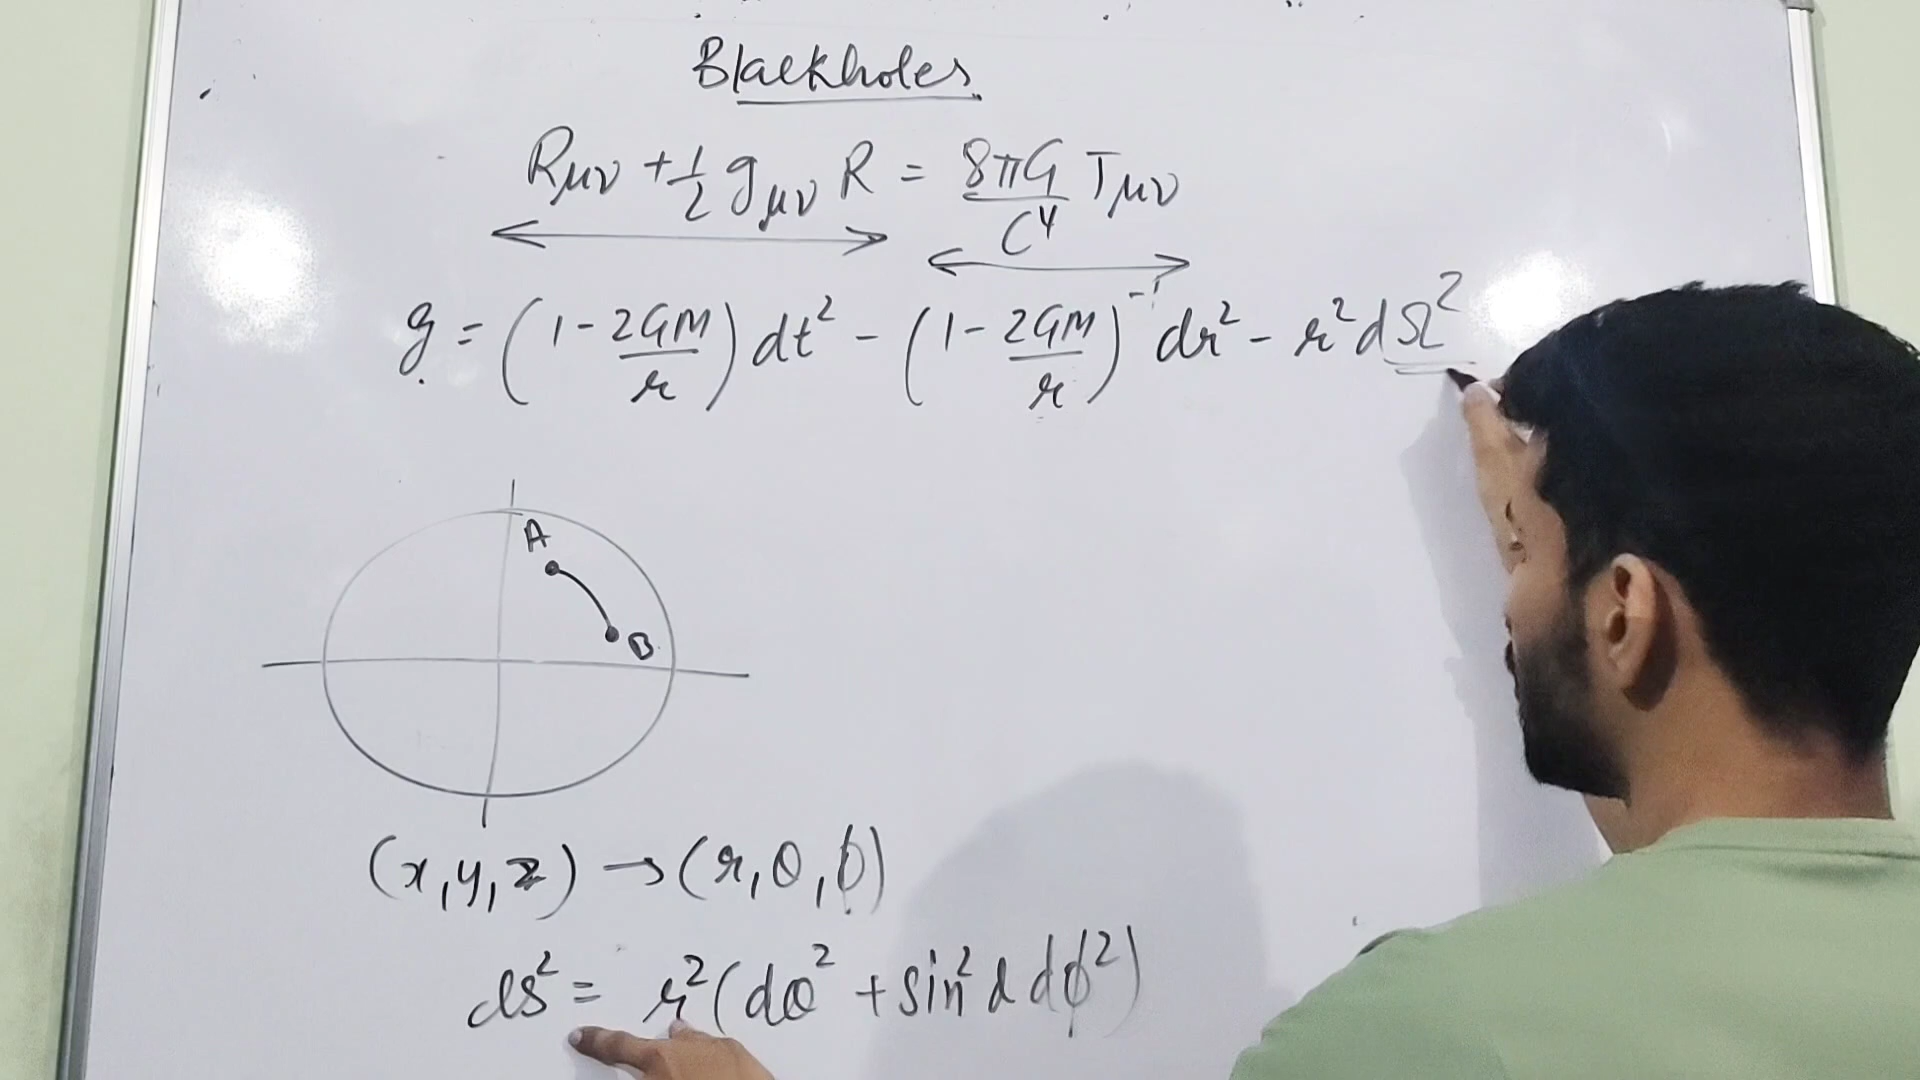 Blackholes
Rμν + 1/2 gμν R = 8πG/C⁴ Tμν
g = (1 - 2GM/r) dt² - (1 - 2GM/r)⁻¹ dr² - r² dΩ²
A
B
(x, y, z) → (r, θ, ϕ)
ds² = r² (dθ² + sin² d dϕ²)